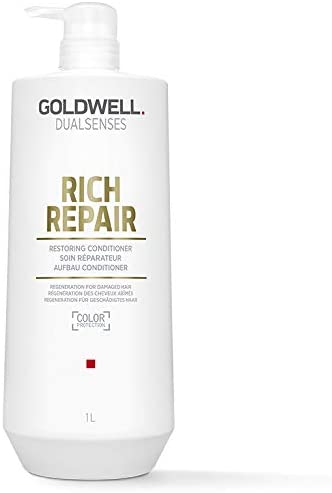 GOLDWELL.
DUALSENSES
RICH
REPAIR
RESTORING CONDITIONER
SOIN RÉPARATEUR
AUFBAU CONDITIONER
REGENERATION FOR DAMAGED HAIR
RÉGÉNÉRATION DES CHEVEUX ABÎMÉS
REGENERATION FÜR GESCHÄDIGTES HAAR
COLOR
PROTECTION
1L